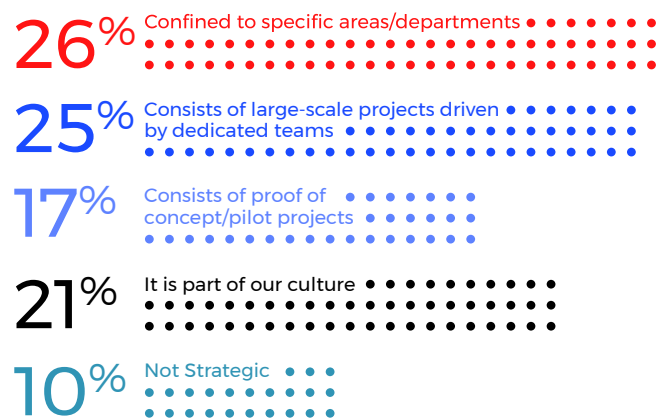 26% Confined to specific areas/departments
25% Consists of large-scale projects driven
by dedicated teams
17% Consists of proof of
concept/pilot projects
21% It is part of our culture
10% Not Strategic